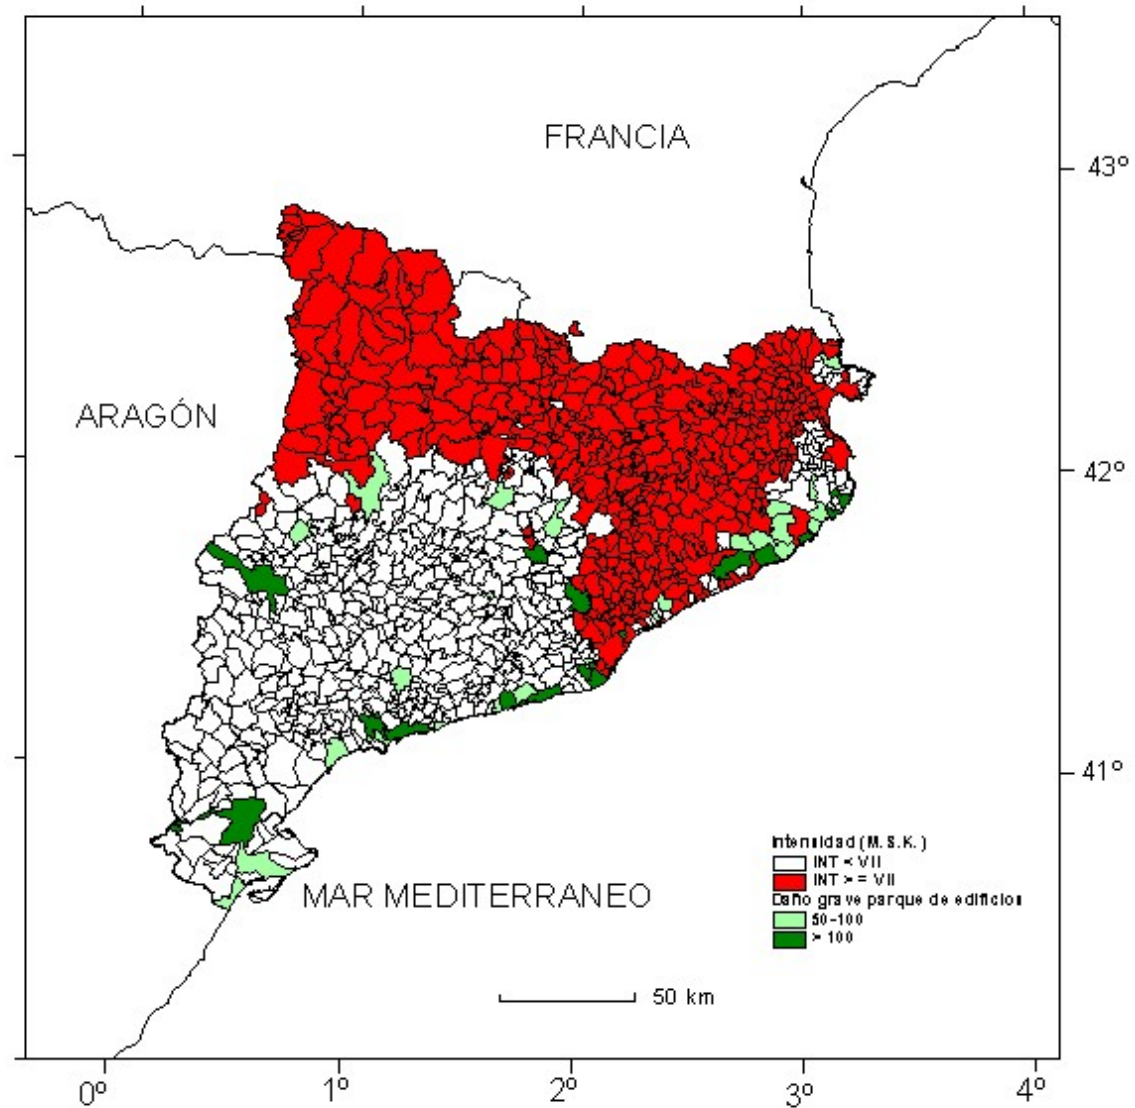 FRANCIA
43º
ARAGÓN
42º
41º
Intensidad (M.S.K.)
INT < VII
INT > = VII
MAR MEDITERRANEO
Daño grave parque de edificios
50-100
> 100
50 km
0º 1º 2º 3º 4º